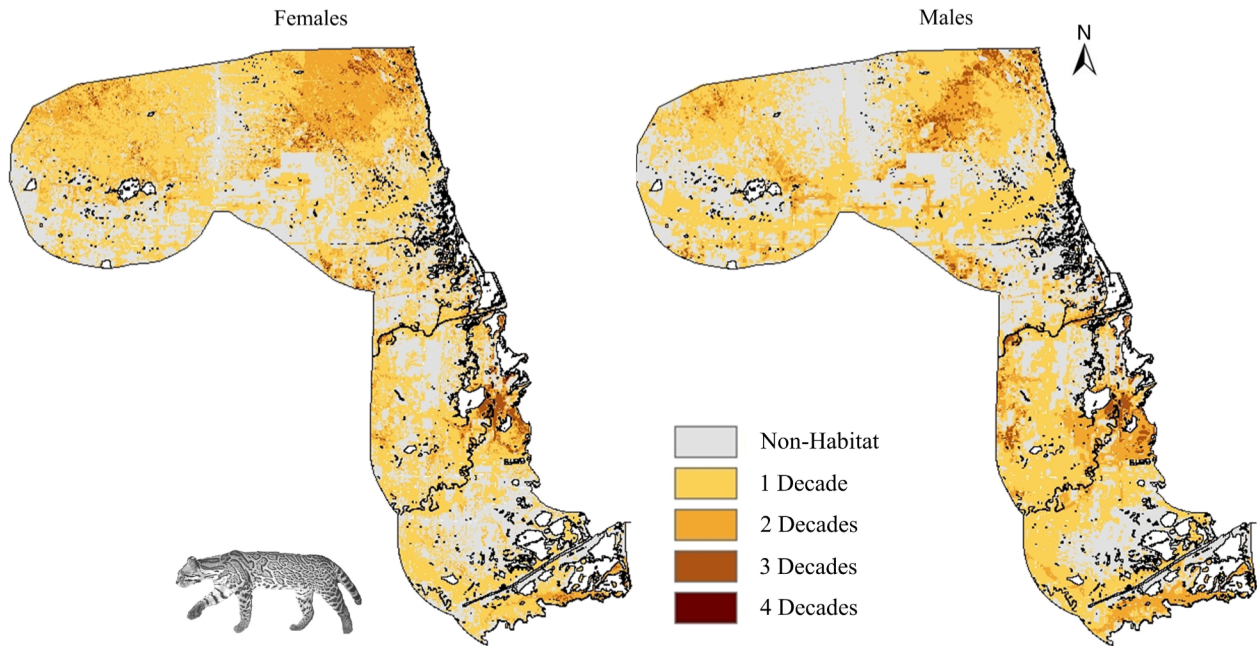 Females
Males
N
Non-Habitat
1 Decade
2 Decades
3 Decades
4 Decades